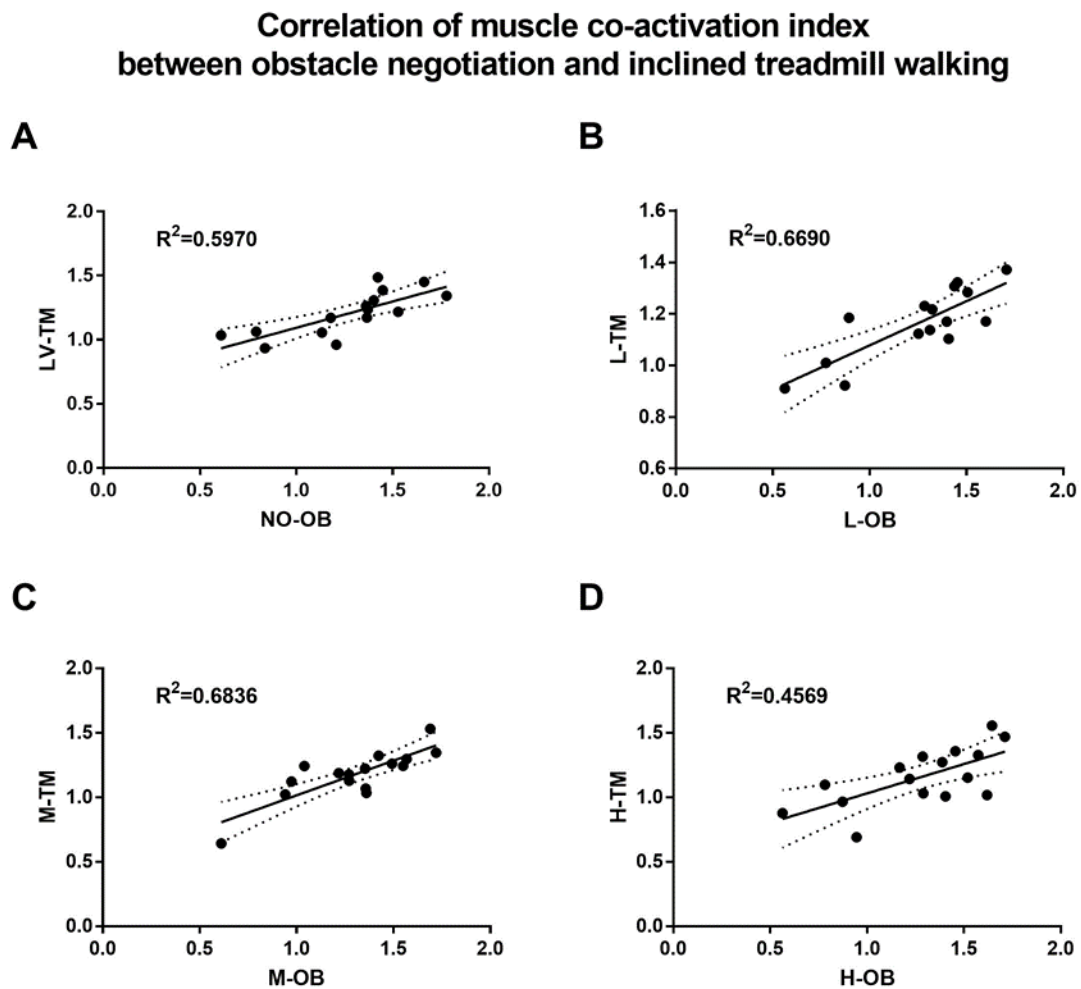 Correlation of muscle co-activation index
between obstacle negotiation and inclined treadmill walking
A
R²=0.5970
LV-TM
2.0
1.5
1.0
0.5
0.0
0.0 0.5 1.0 1.5 2.0
NO-OB
B
R²=0.6690
L-TM
1.6
1.4
1.2
1.0
0.8
0.6
0.0 0.5 1.0 1.5 2.0
L-OB
C
R²=0.6836
M-TM
2.0
1.5
1.0
0.5
0.0
0.0 0.5 1.0 1.5 2.0
M-OB
D
R²=0.4569
H-TM
2.0
1.5
1.0
0.5
0.0
0.0 0.5 1.0 1.5 2.0
H-OB